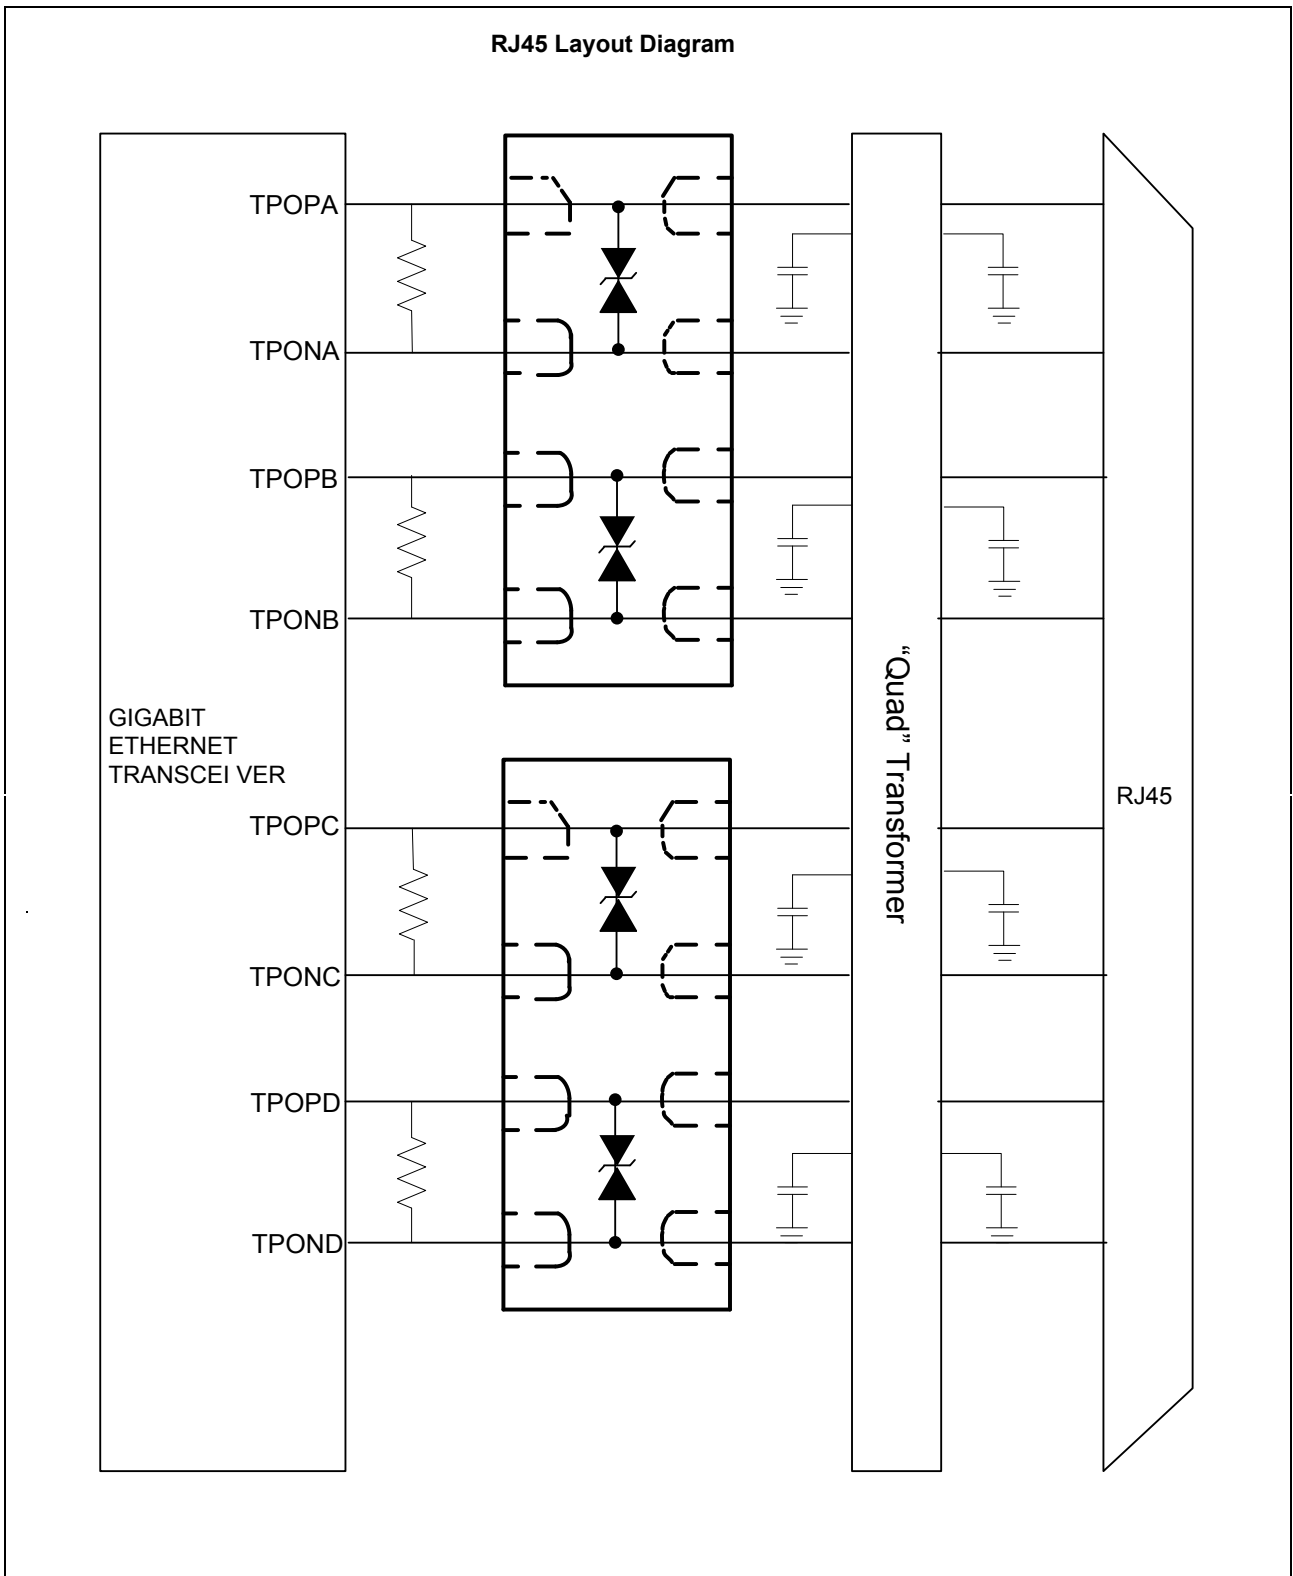 RJ45 Layout Diagram
TPOPA
TPONA
TPOPB
TPONB
GIGABIT
ETHERNET
TRANSCEI VER
"Quad" Transformer
RJ45
TPOPC
TPONC
TPOPD
TPOND